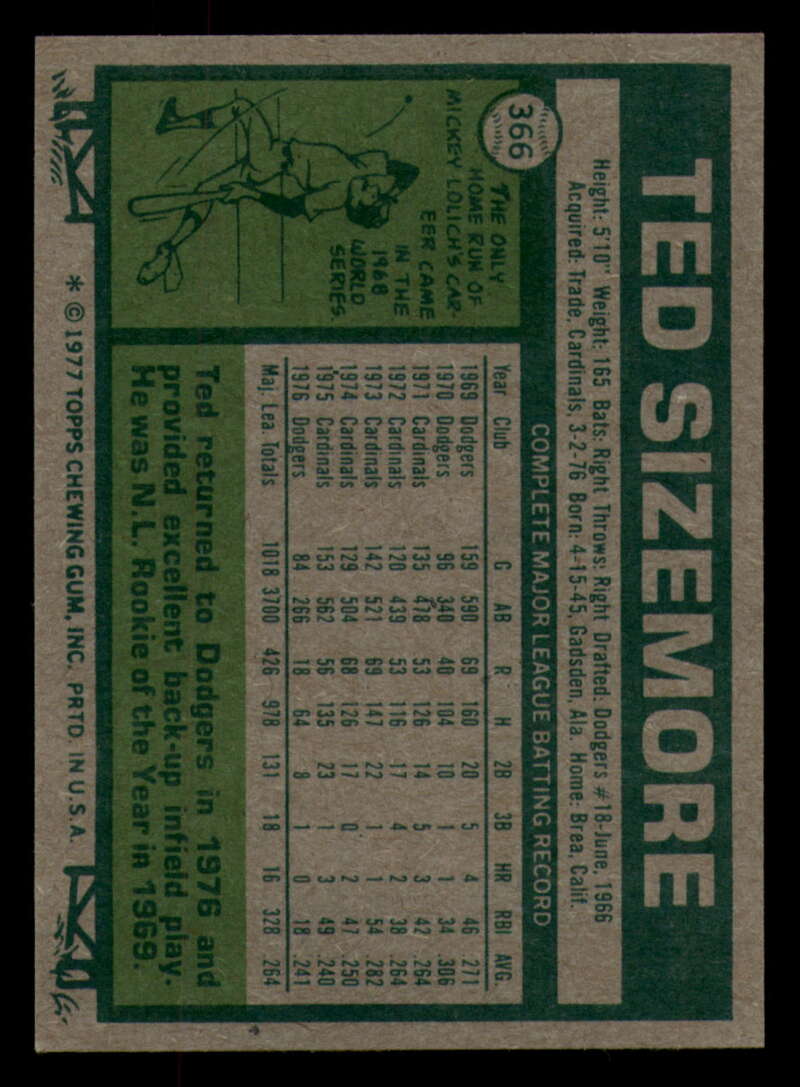 366
TED SIZEMORE
Height: 5'10" Weight: 165 Bats: Right Throws: Right Drafted: Dodgers #18-June, 1966
Acquired: Trade, Cardinals, 3-2-76 Born: 4-15-45, Gadsden, Ala. Home: Brea, Calif.
COMPLETE MAJOR LEAGUE BATTING RECORD
Year Club G AB R H 2B 3B HR RBI AVG.
1969 Dodgers 159 590 69 160 20 5 4 46 .271
1970 Dodgers 96 340 40 104 10 1 1 34 .306
1971 Cardinals 135 478 53 126 14 5 3 42 .264
1972 Cardinals 120 439 53 116 17 4 2 38 .264
1973 Cardinals 142 521 69 147 22 1 1 54 .282
1974 Cardinals 129 504 68 126 17 0 2 47 .250
1975 Cardinals 153 562 56 135 23 1 3 49 .240
1976 Dodgers 84 266 18 64 8 1 0 18 .241
Maj. Lea. Totals 1018 3700 426 978 131 18 16 328 .264
THE ONLY
HOME RUN OF
MICKEY LOLICH'S CAR-
EER CAME
IN THE
1968
WORLD
SERIES.
Ted returned to Dodgers in 1976 and
provided excellent back-up infield play.
He was N.L. Rookie of the Year in 1969.
* © 1977 TOPPS CHEWING GUM, INC. PRTD. IN U.S.A.